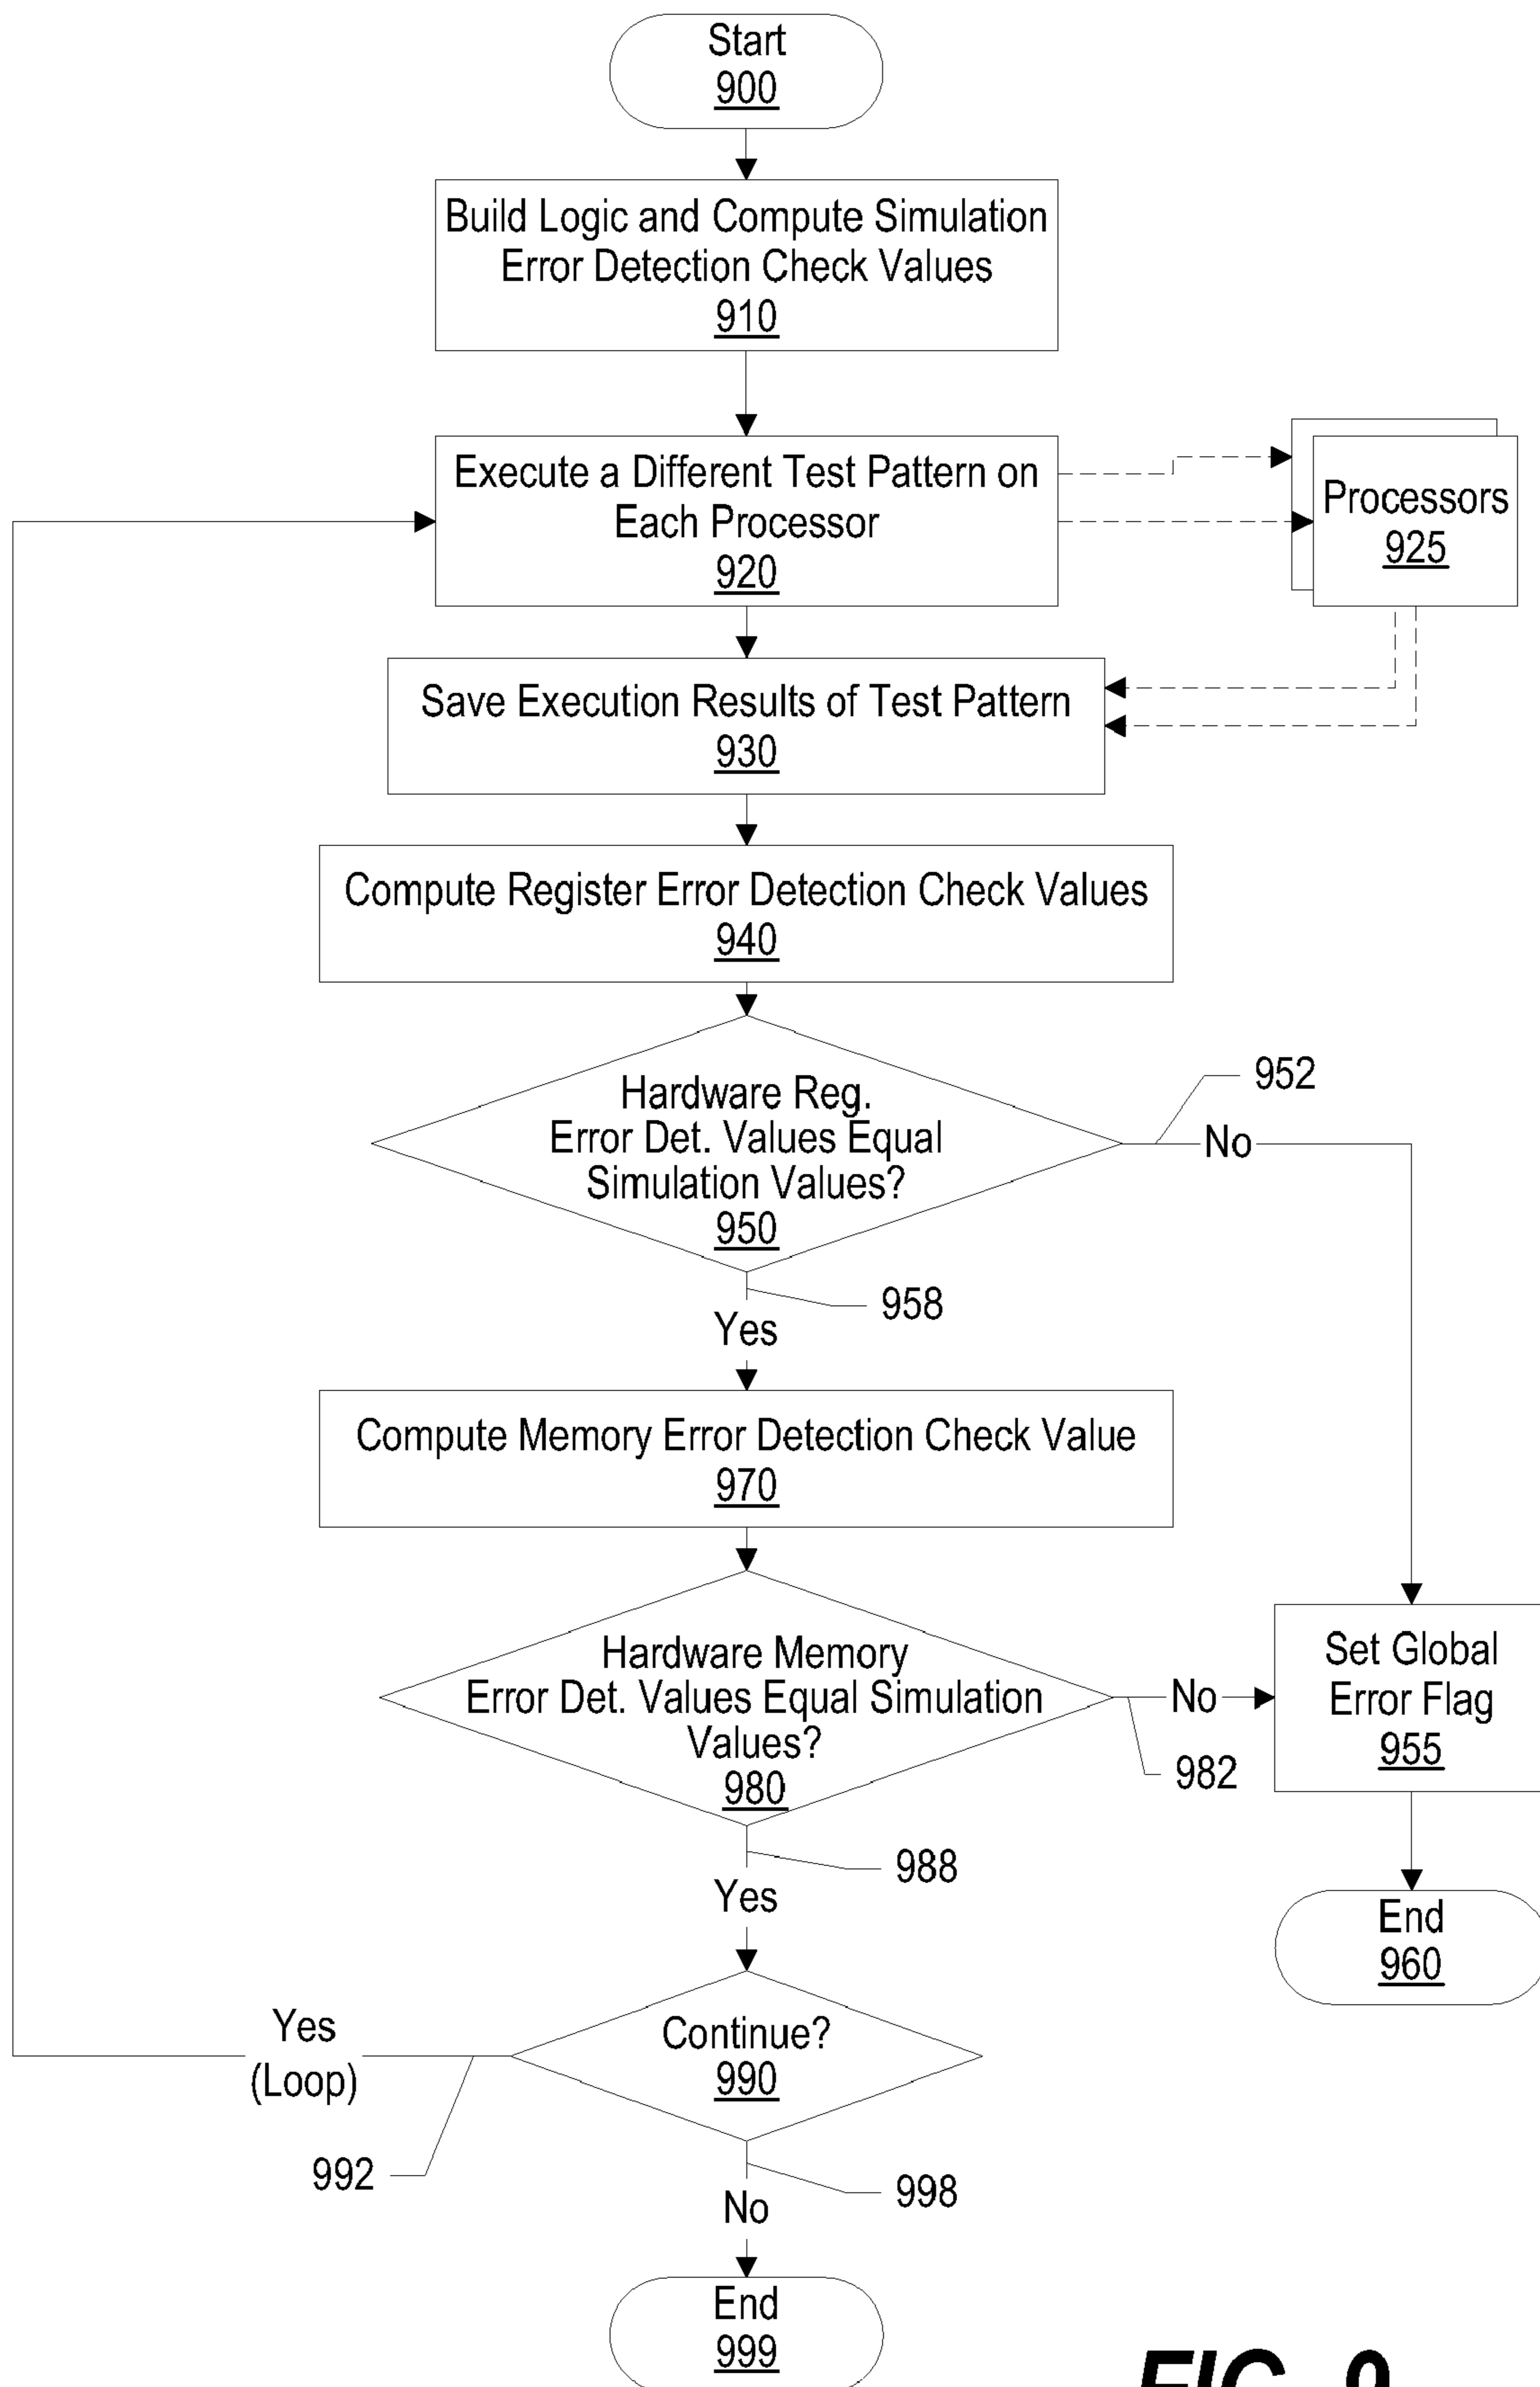 Start
900
Build Logic and Compute Simulation
Error Detection Check Values
910
Execute a Different Test Pattern on
Each Processor
920
Processors
925
Save Execution Results of Test Pattern
930
Compute Register Error Detection Check Values
940
Hardware Reg.
Error Det. Values Equal
Simulation Values?
950
952
No
958
Yes
Compute Memory Error Detection Check Value
970
Hardware Memory
Error Det. Values Equal Simulation
Values?
980
No
982
Set Global
Error Flag
955
988
Yes
End
960
Continue?
990
Yes
(Loop)
992
998
No
End
999
FIG. 9